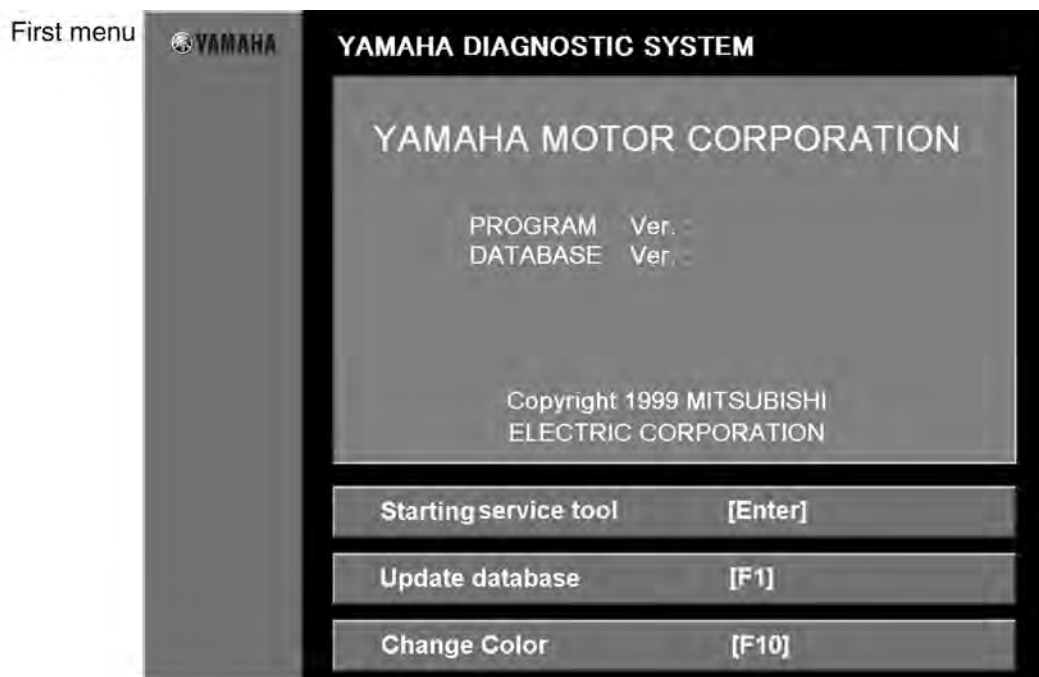 First menu
YAMAHA
YAMAHA DIAGNOSTIC SYSTEM
YAMAHA MOTOR CORPORATION
PROGRAM Ver. -
DATABASE Ver. -
Copyright 1999 MITSUBISHI
ELECTRIC CORPORATION
Starting service tool [Enter]
Update database [F1]
Change Color [F10]